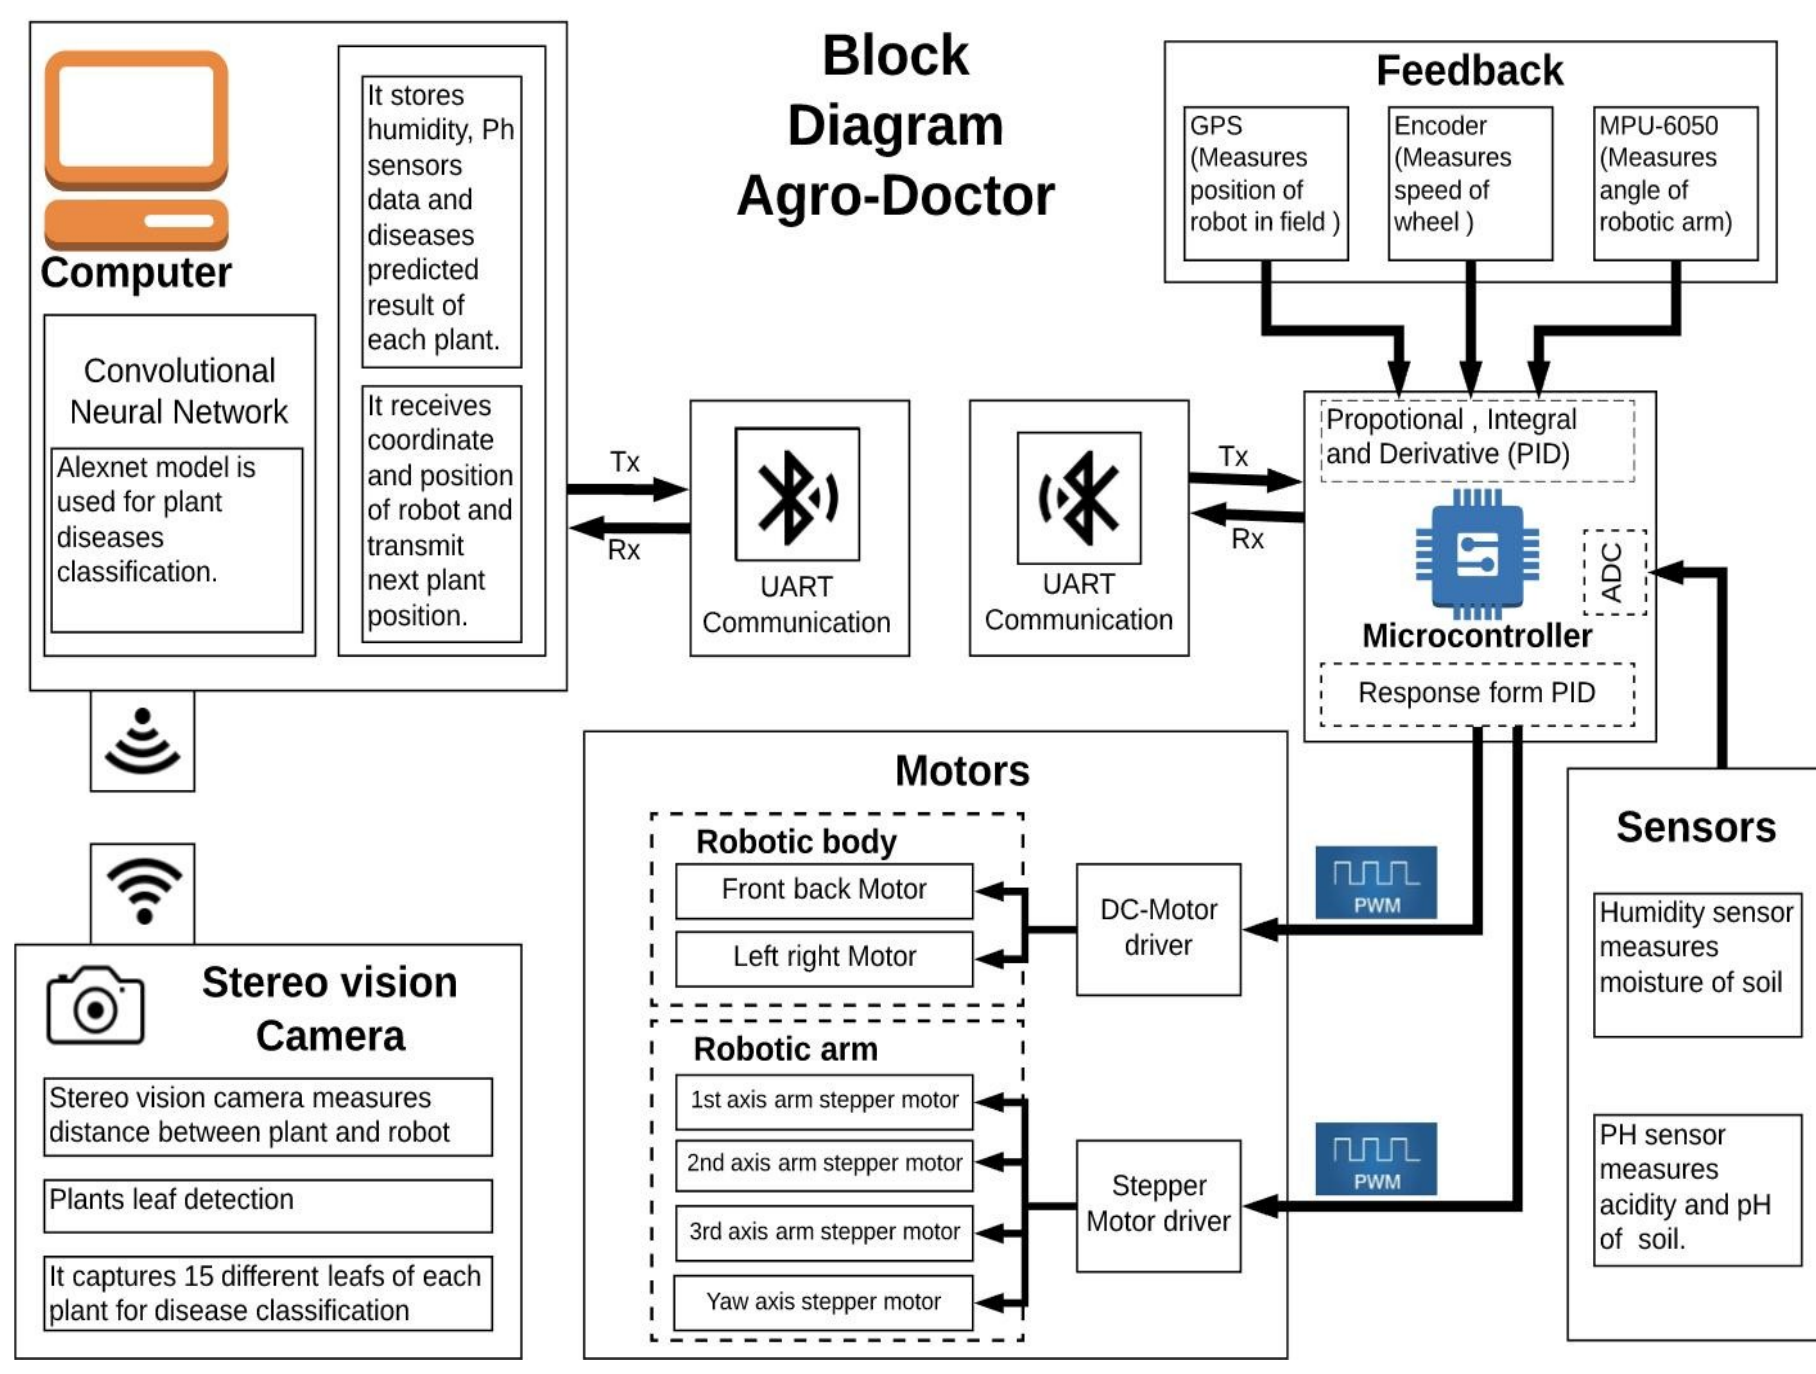 Block
Diagram
Agro-Doctor
Computer
Convolutional
Neural Network
Alexnet model is
used for plant
diseases
classification.
It stores
humidity, Ph
sensors
data and
diseases
predicted
result of
each plant.
It receives
coordinate
and position
of robot and
transmit
next plant
position.
Tx
Rx
UART
Communication
UART
Communication
Tx
Rx
Feedback
GPS
(Measures
position of
robot in field )
Encoder
(Measures
speed of
wheel )
MPU-6050
(Measures
angle of
robotic arm)
Propotional , Integral
and Derivative (PID)
ADC
Microcontroller
Response form PID
Stereo vision
Camera
Stereo vision camera measures
distance between plant and robot
Plants leaf detection
It captures 15 different leafs of each
plant for disease classification
Motors
Robotic body
Front back Motor
Left right Motor
DC-Motor
driver
PWM
Robotic arm
1st axis arm stepper motor
2nd axis arm stepper motor
3rd axis arm stepper motor
Yaw axis stepper motor
Stepper
Motor driver
PWM
Sensors
Humidity sensor
measures
moisture of soil
PH sensor
measures
acidity and pH
of soil.